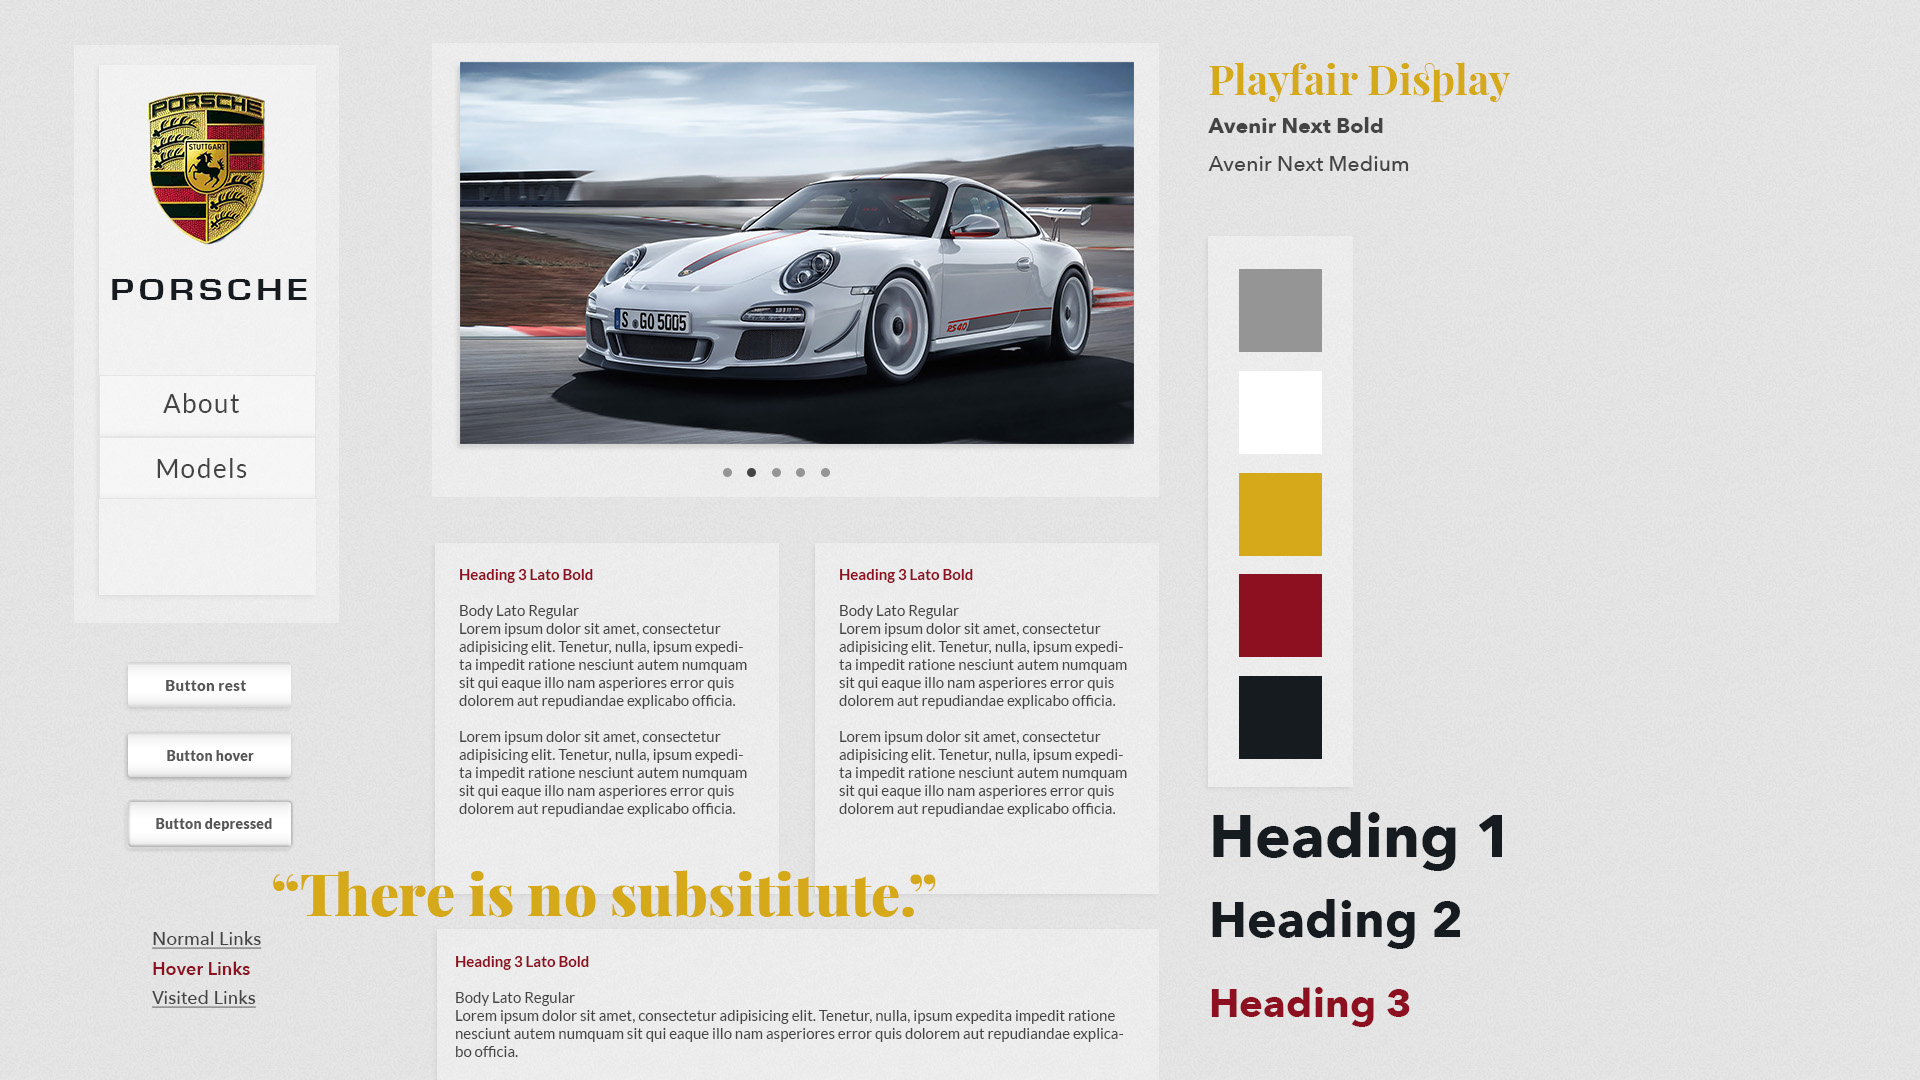 PORSCHE
STUTTGART
PORSCHE
About
Models
Button rest
Button hover
Button depressed
Normal Links
Hover Links
Visited Links
S GO 5005
RS 4.0
Heading 3 Lato Bold
Body Lato Regular
Lorem ipsum dolor sit amet, consectetur
adipisicing elit. Tenetur, nulla, ipsum expedi-
ta impedit ratione nesciunt autem numquam
sit qui eaque illo nam asperiores error quis
dolorem aut repudiandae explicabo officia.
Lorem ipsum dolor sit amet, consectetur
adipisicing elit. Tenetur, nulla, ipsum expedi-
ta impedit ratione nesciunt autem numquam
sit qui eaque illo nam asperiores error quis
dolorem aut repudiandae explicabo officia.
Heading 3 Lato Bold
Body Lato Regular
Lorem ipsum dolor sit amet, consectetur
adipisicing elit. Tenetur, nulla, ipsum expedi-
ta impedit ratione nesciunt autem numquam
sit qui eaque illo nam asperiores error quis
dolorem aut repudiandae explicabo officia.
Lorem ipsum dolor sit amet, consectetur
adipisicing elit. Tenetur, nulla, ipsum expedi-
ta impedit ratione nesciunt autem numquam
sit qui eaque illo nam asperiores error quis
dolorem aut repudiandae explicabo officia.
“There is no subsititute.”
Heading 3 Lato Bold
Body Lato Regular
Lorem ipsum dolor sit amet, consectetur adipisicing elit. Tenetur, nulla, ipsum expedita impedit ratione
nesciunt autem numquam sit qui eaque illo nam asperiores error quis dolorem aut repudiandae explica-
bo officia.
Playfair Display
Avenir Next Bold
Avenir Next Medium
Heading 1
Heading 2
Heading 3